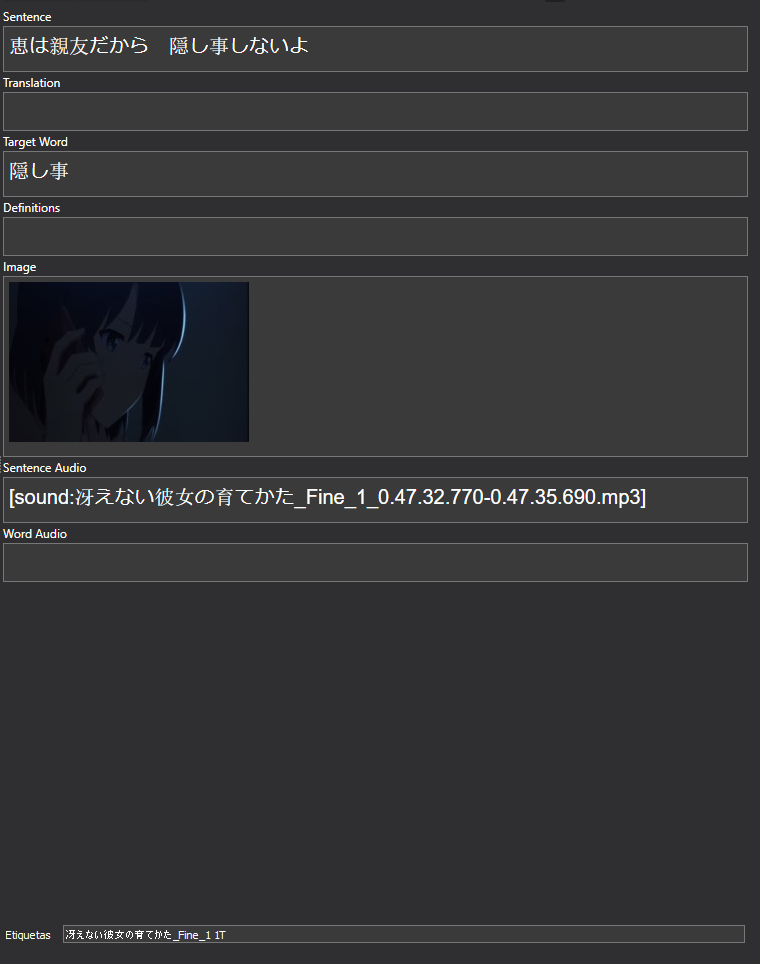 Sentence
恵は親友だから　隠し事しないよ
Translation
Target Word
隠し事
Definitions
Image
Sentence Audio
[sound:冴えない彼女の育てかた_Fine_1_0.47.32.770-0.47.35.690.mp3]
Word Audio
Etiquetas 冴えない彼女の育てかた_Fine_1 1T